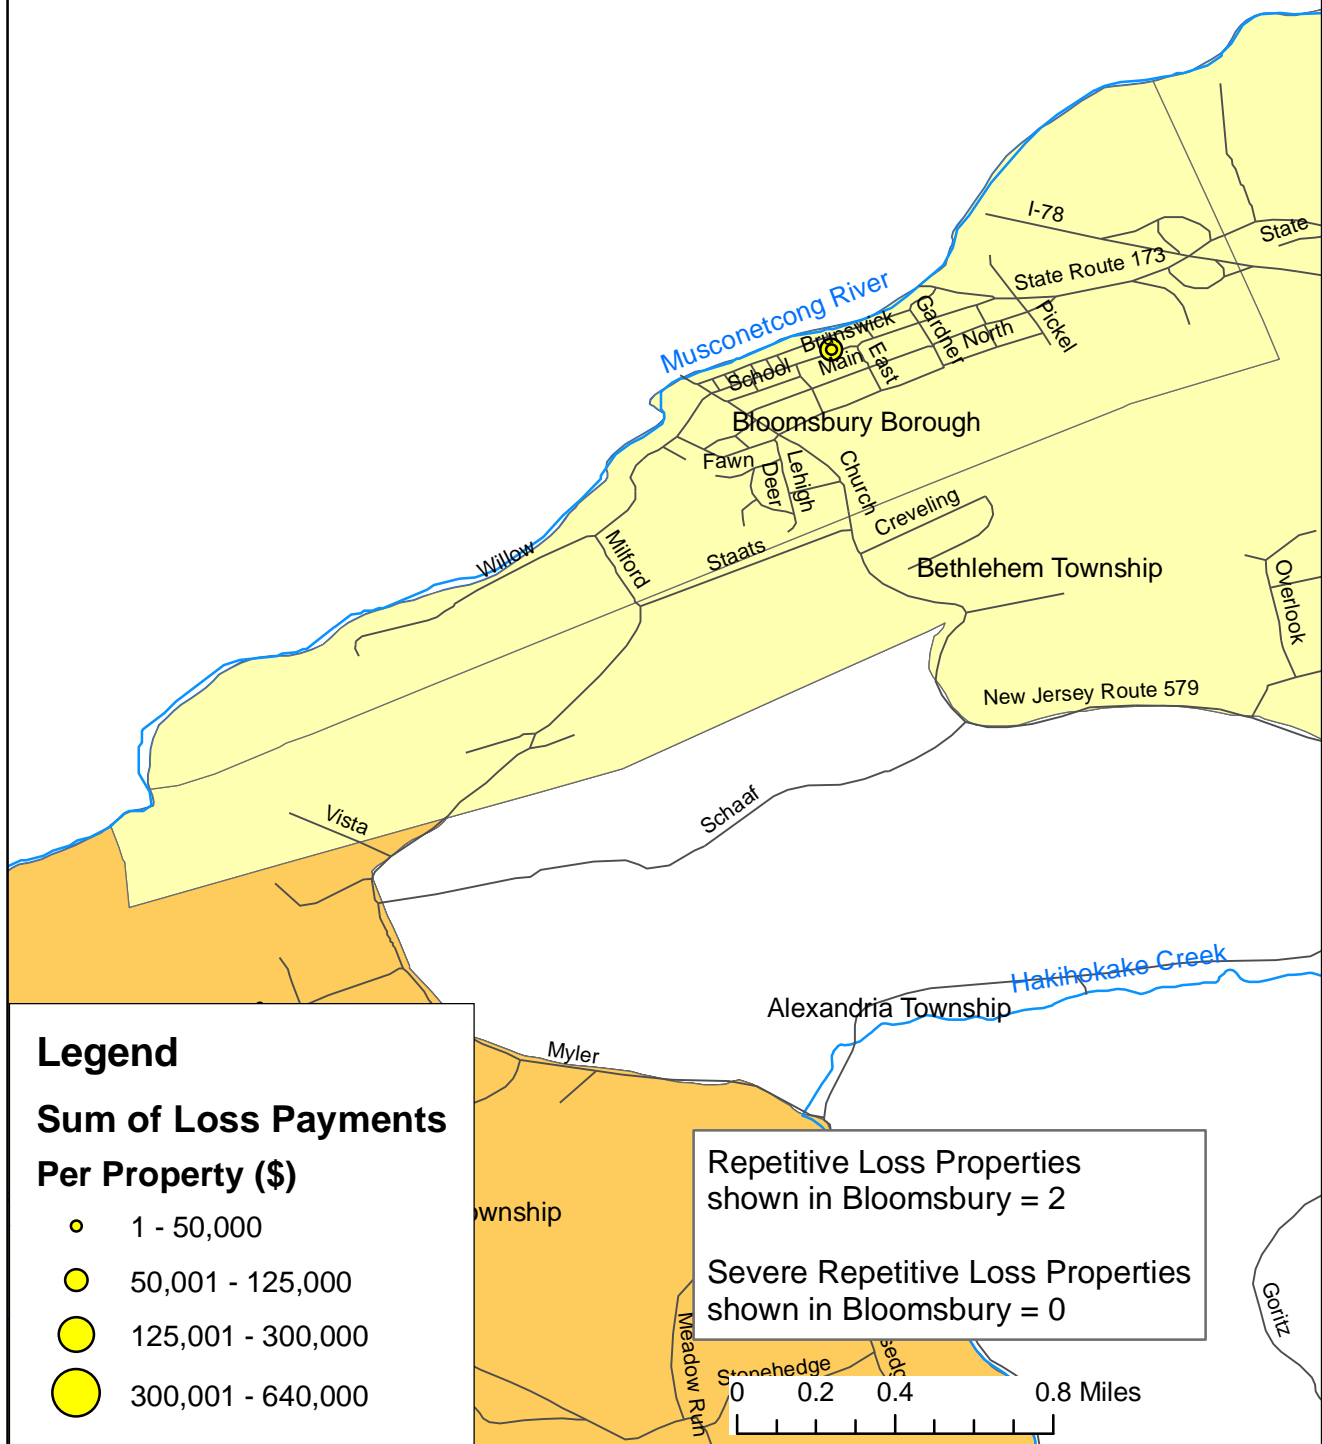 I-78
State
State Route 173
Musconetcong River
Gardner
Pickel
Brunswick
North
Main
East
School
Bloomsbury Borough
Fawn
Deer
Lehigh
Church
Creveling
Willow
Milford
Staats
Bethlehem Township
Overlook
New Jersey Route 579
Schaaf
Vista
Hakihokake Creek
Alexandria Township
Myler
Legend
Sum of Loss Payments
Per Property ($)
1 - 50,000
50,001 - 125,000
125,001 - 300,000
300,001 - 640,000
ownship
Repetitive Loss Properties
shown in Bloomsbury = 2
Severe Repetitive Loss Properties
shown in Bloomsbury = 0
Goritz
Meadow Run
Stonehedge
0 0.2 0.4 0.8 Miles